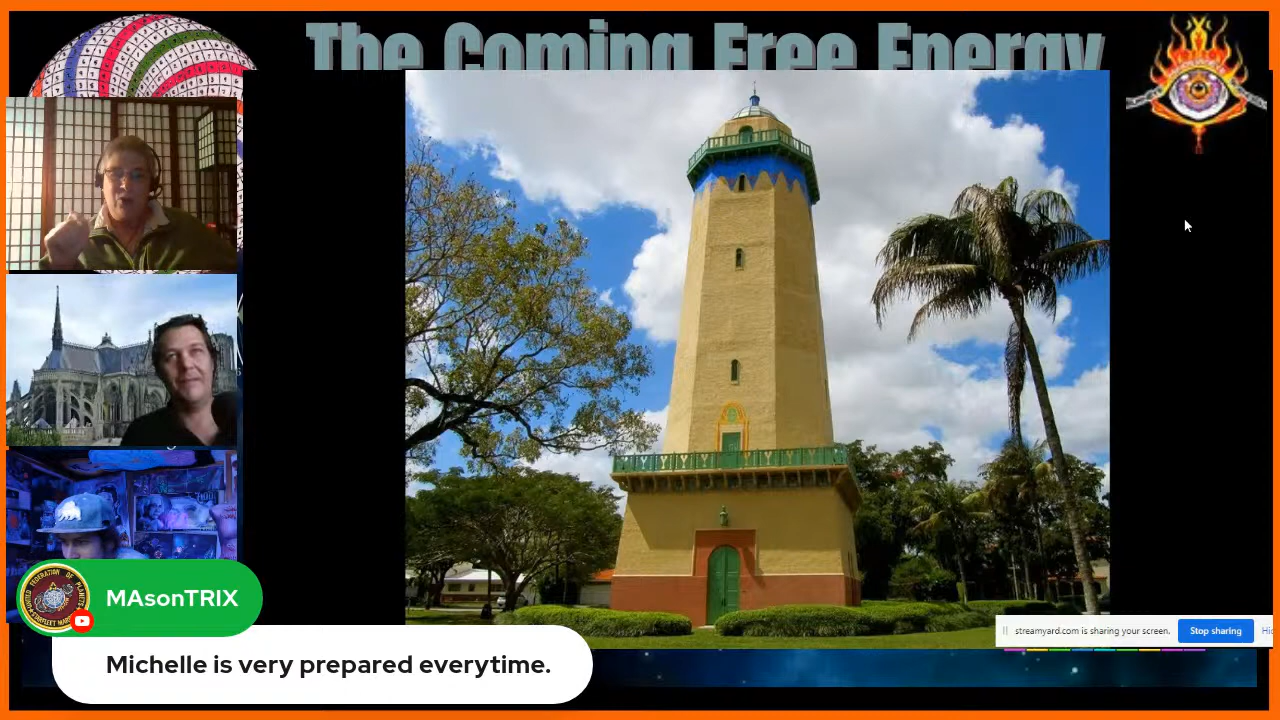 The Coming Free Energy
MAsonTRIX
Michelle is very prepared everytime.
streamyard.com is sharing your screen.
Stop sharing